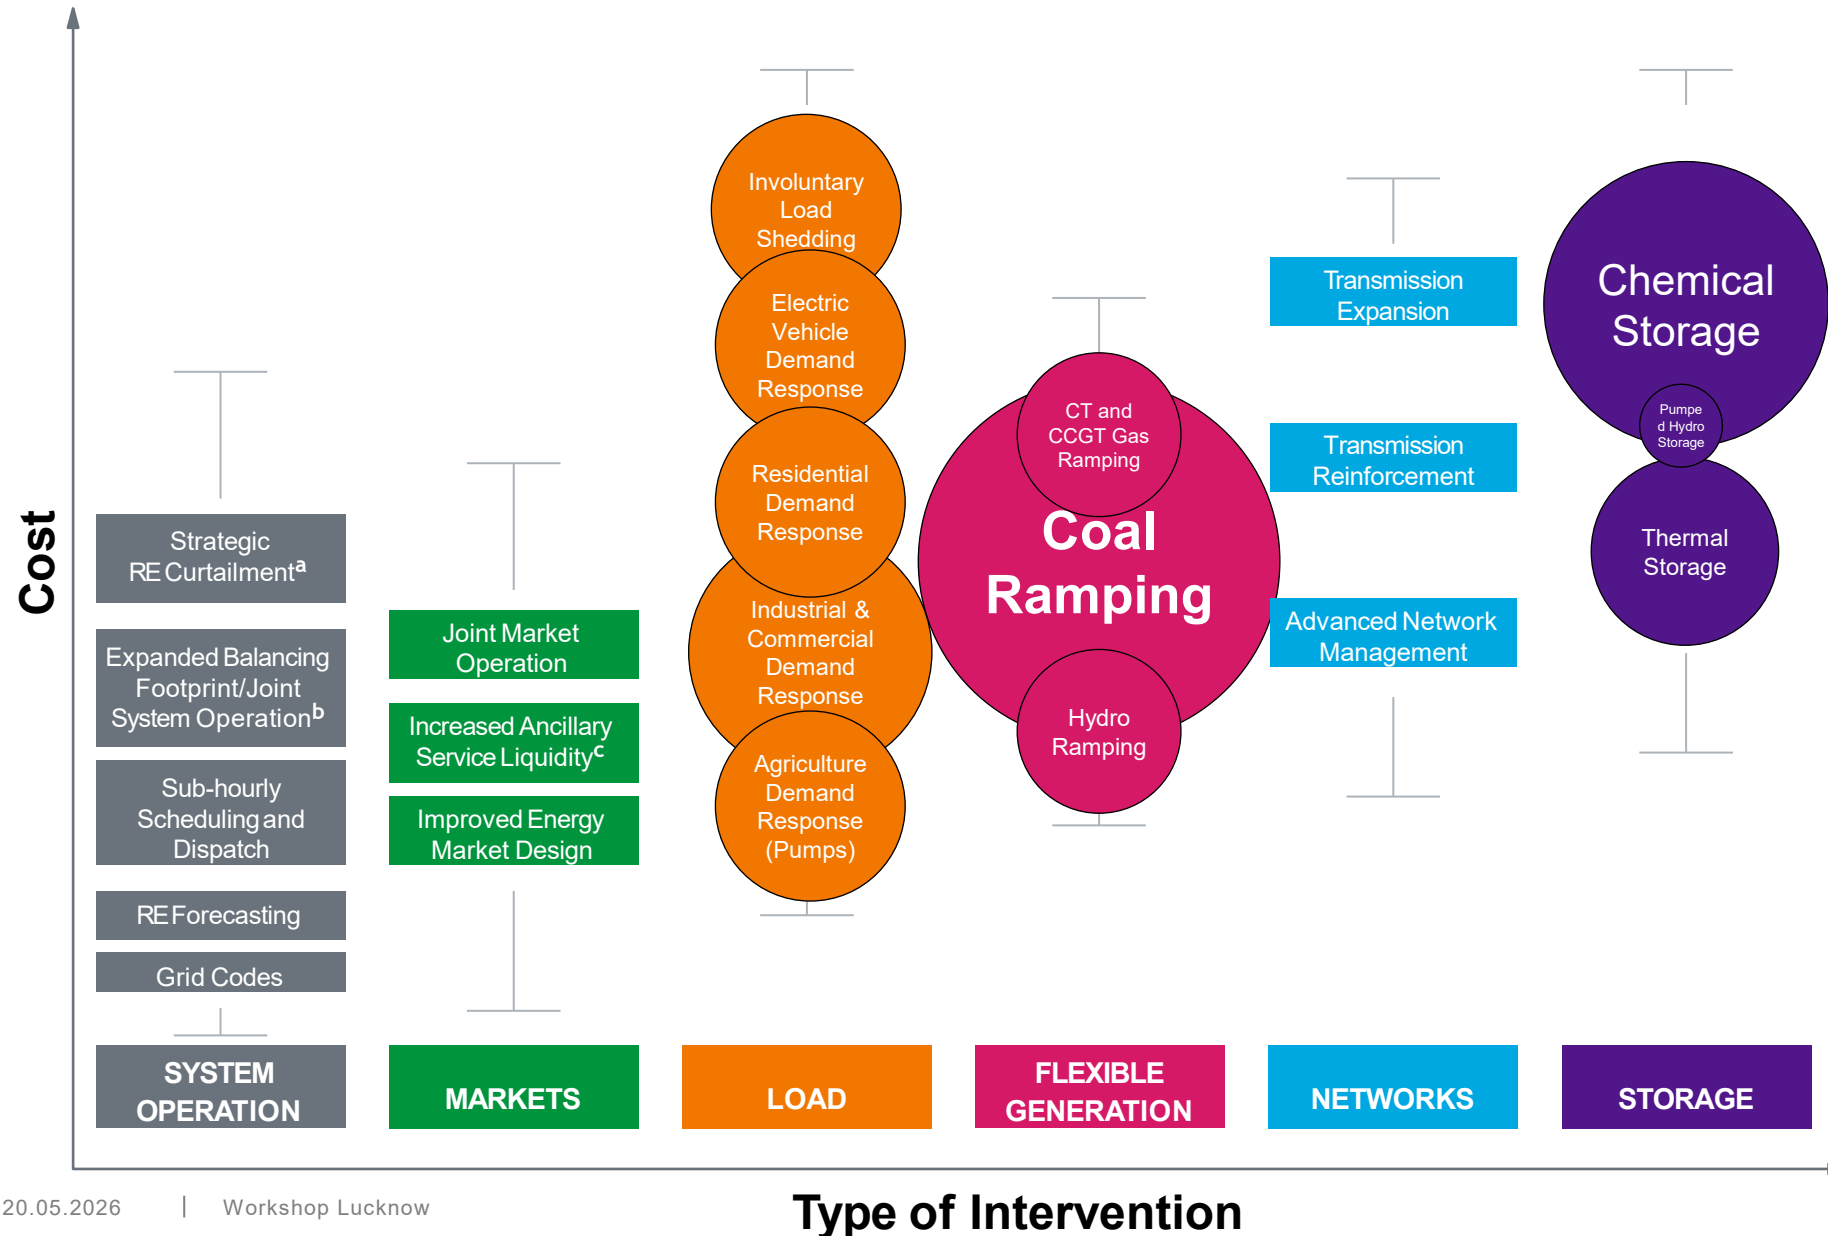 Cost
Strategic
RE Curtailmentᵃ
Expanded Balancing
Footprint/Joint
System Operationᵇ
Sub-hourly
Scheduling and
Dispatch
RE Forecasting
Grid Codes
SYSTEM
OPERATION
Joint Market
Operation
Increased Ancillary
Service Liquidityᶜ
Improved Energy
Market Design
MARKETS
Involuntary
Load
Shedding
Electric
Vehicle
Demand
Response
Residential
Demand
Response
Industrial &
Commercial
Demand
Response
Agriculture
Demand
Response
(Pumps)
LOAD
CT and
CCGT Gas
Ramping
Coal
Ramping
Hydro
Ramping
FLEXIBLE
GENERATION
Transmission
Expansion
Transmission
Reinforcement
Advanced Network
Management
NETWORKS
Chemical
Storage
Pumpe
d Hydro
Storage
Thermal
Storage
STORAGE
20.05.2026 | Workshop Lucknow
Type of Intervention